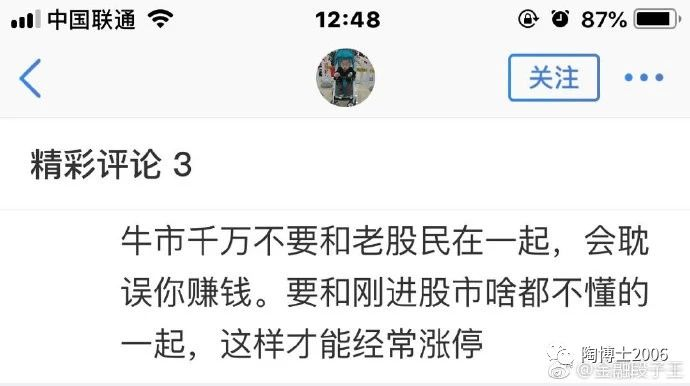 中国联通 12:48 87%
关注
精彩评论 3
牛市千万不要和老股民在一起，会耽
误你赚钱。要和刚进股市啥都不懂的
一起，这样才能经常涨停
陶博士2006
@金融段子王